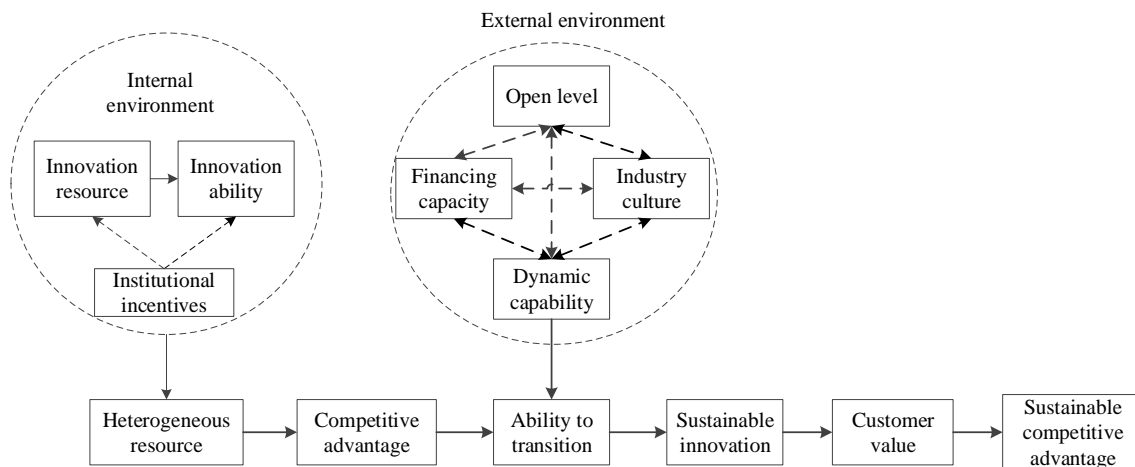 External environment
Internal
environment
Open level
Innovation
resource
Innovation
ability
Financing
capacity
Industry
culture
Institutional
incentives
Dynamic
capability
Heterogeneous
resource
Competitive
advantage
Ability to
transition
Sustainable
innovation
Customer
value
Sustainable
competitive
advantage